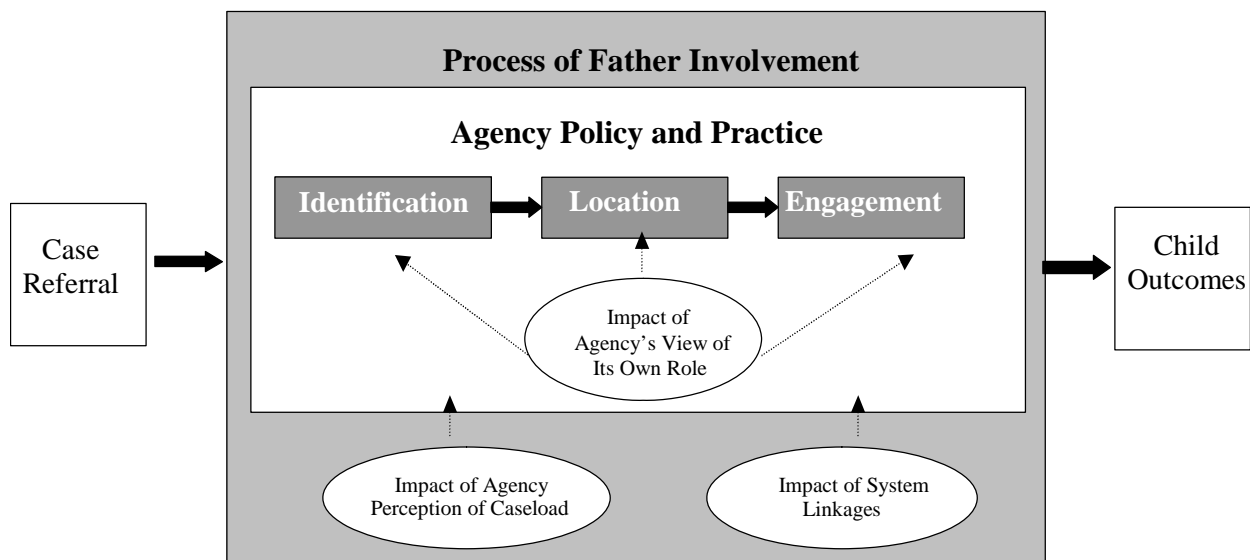 Process of Father Involvement
Agency Policy and Practice
Identification
Location
Engagement
Case
Referral
Child
Outcomes
Impact of
Agency's View of
Its Own Role
Impact of Agency
Perception of Caseload
Impact of System
Linkages